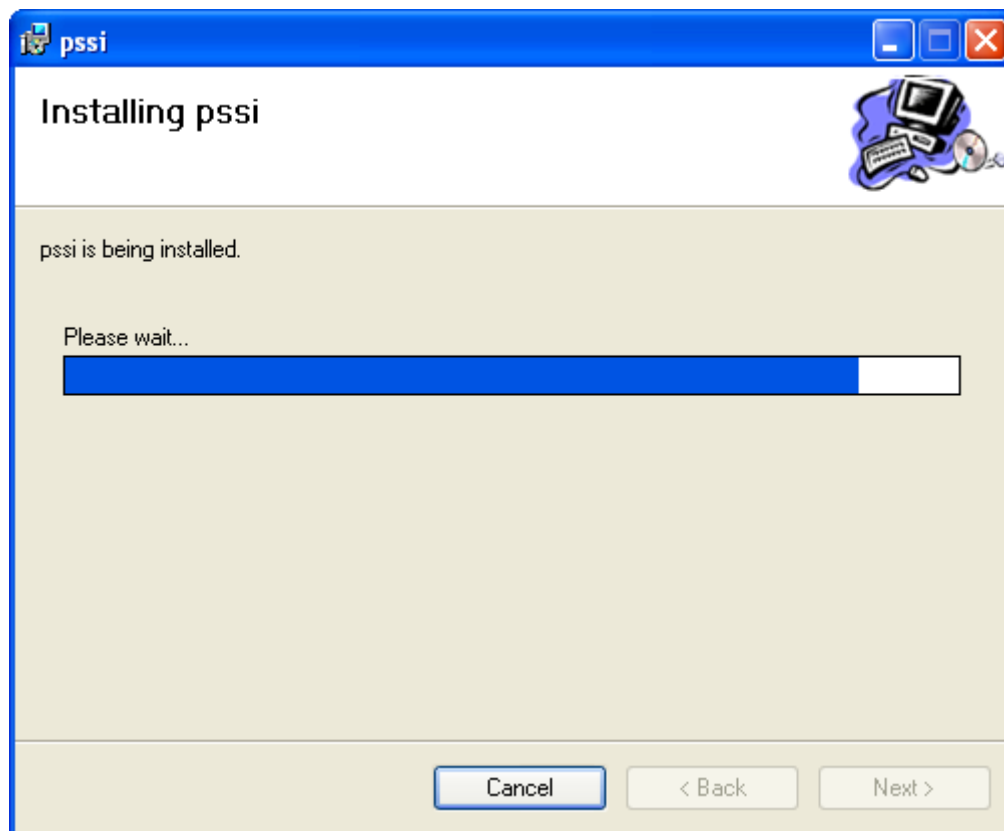 pssi
Installing pssi
pssi is being installed.
Please wait...
Cancel
< Back
Next >